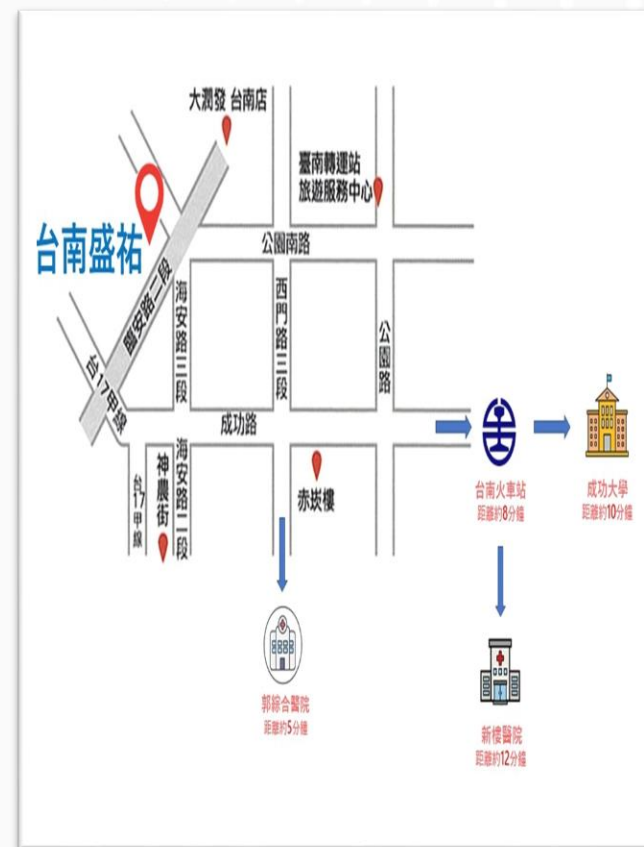 大潤發 台南店
臺南轉運站
旅遊服務中心
台南盛祐
公園南路
臨安路二段
海安路三段
西門路三段
公園路
台17甲線
成功路
台17甲線
神農街
海安路二段
赤崁樓
台南火車站
距離約8分鐘
成功大學
距離約10分鐘
郭綜合醫院
距離約5分鐘
新樓醫院
距離約12分鐘